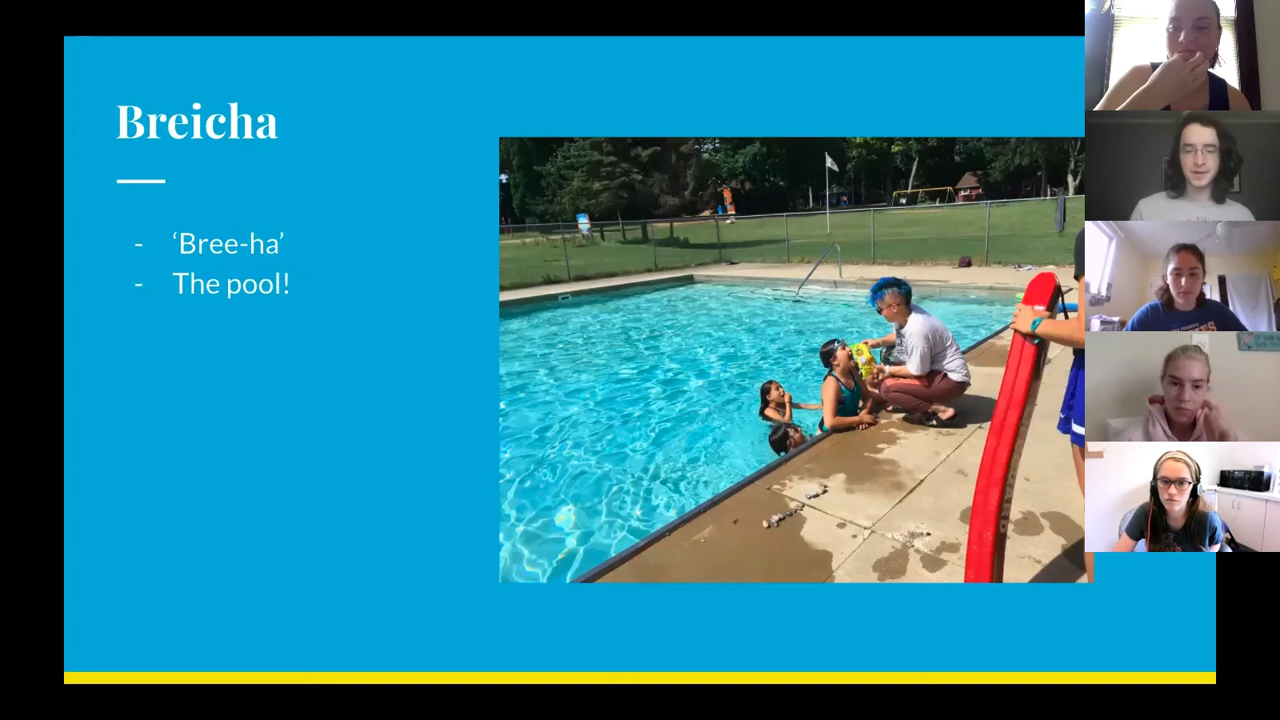 Breicha
- ‘Bree-ha’
- The pool!